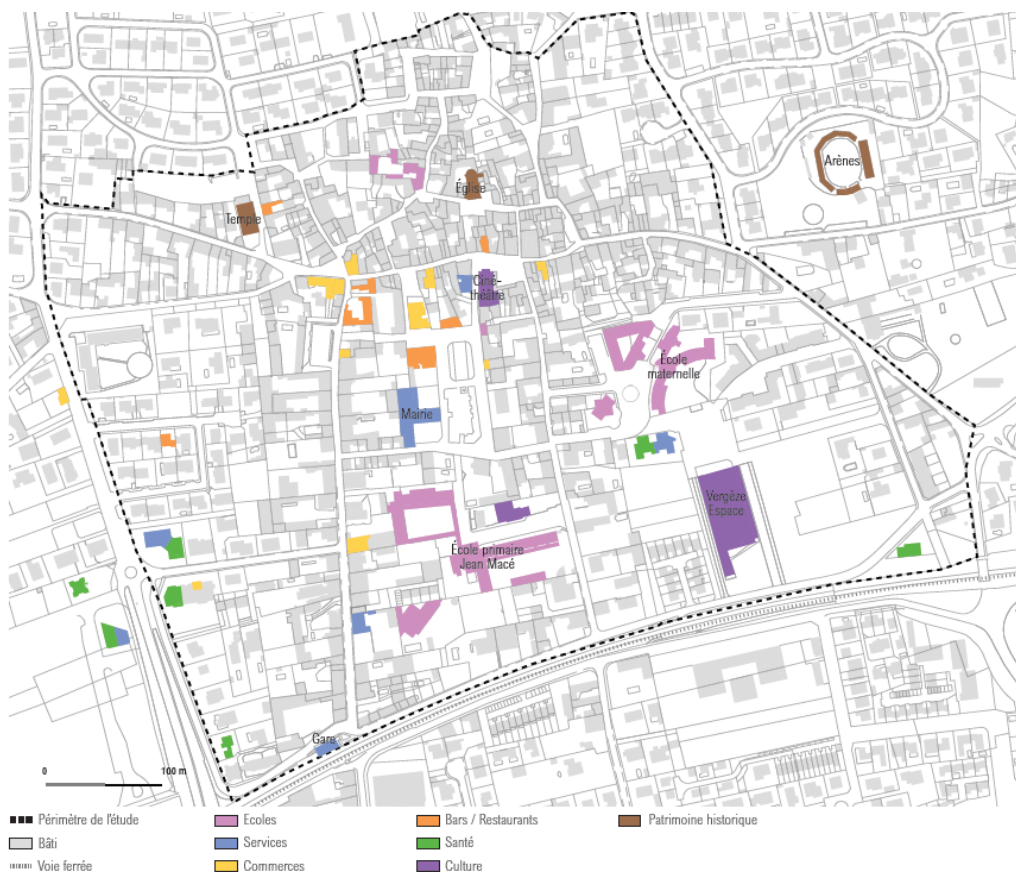 Arènes
Église
Temple
Ciné-
théâtre
École
maternelle
Mairie
Vergèze
Espace
École primaire
Jean Macé
Gare
0 100 m
Périmètre de l'étude
Bâti
Voie ferrée
Ecoles
Services
Commerces
Bars / Restaurants
Santé
Culture
Patrimoine historique